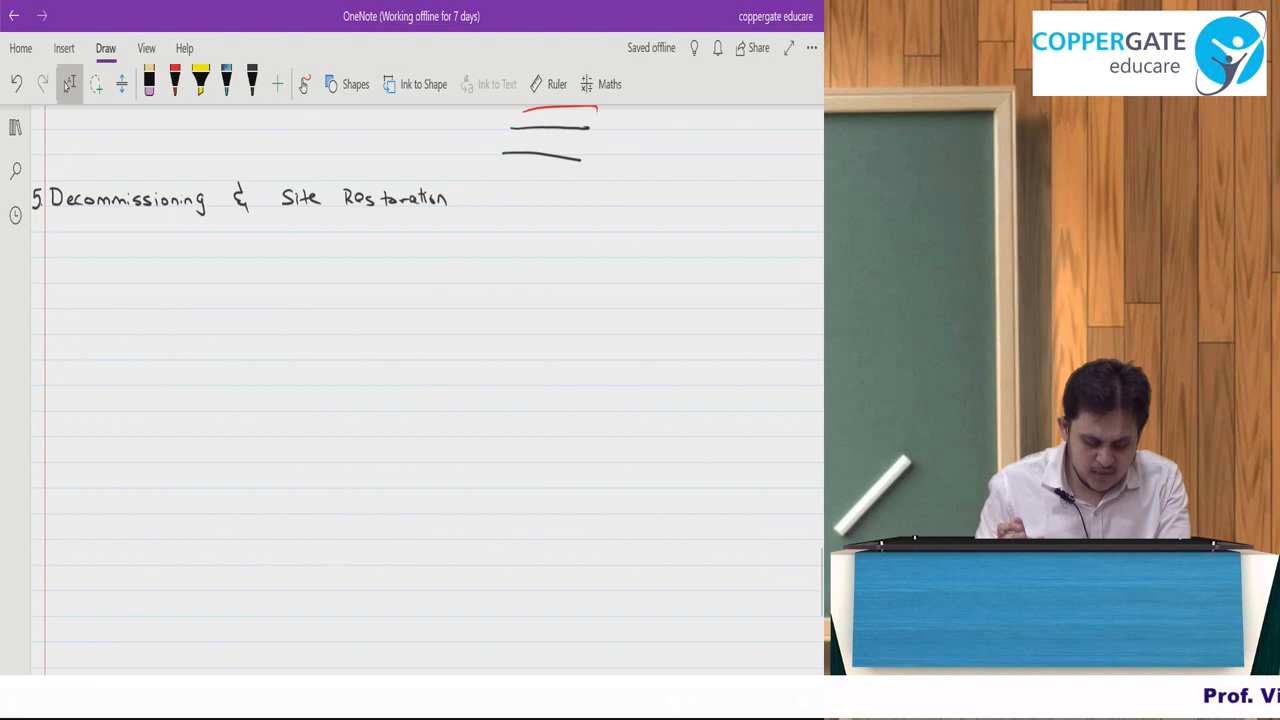 OneNote (Working offline for 7 days)
coppergate educare
Home Insert Draw View Help
Saved offline
Share
Shapes
Ink to Shape
Ink to Text
Ruler
Maths
5. Decommissioning & Site Restoration
COPPERGATE
educare
Prof. Vi